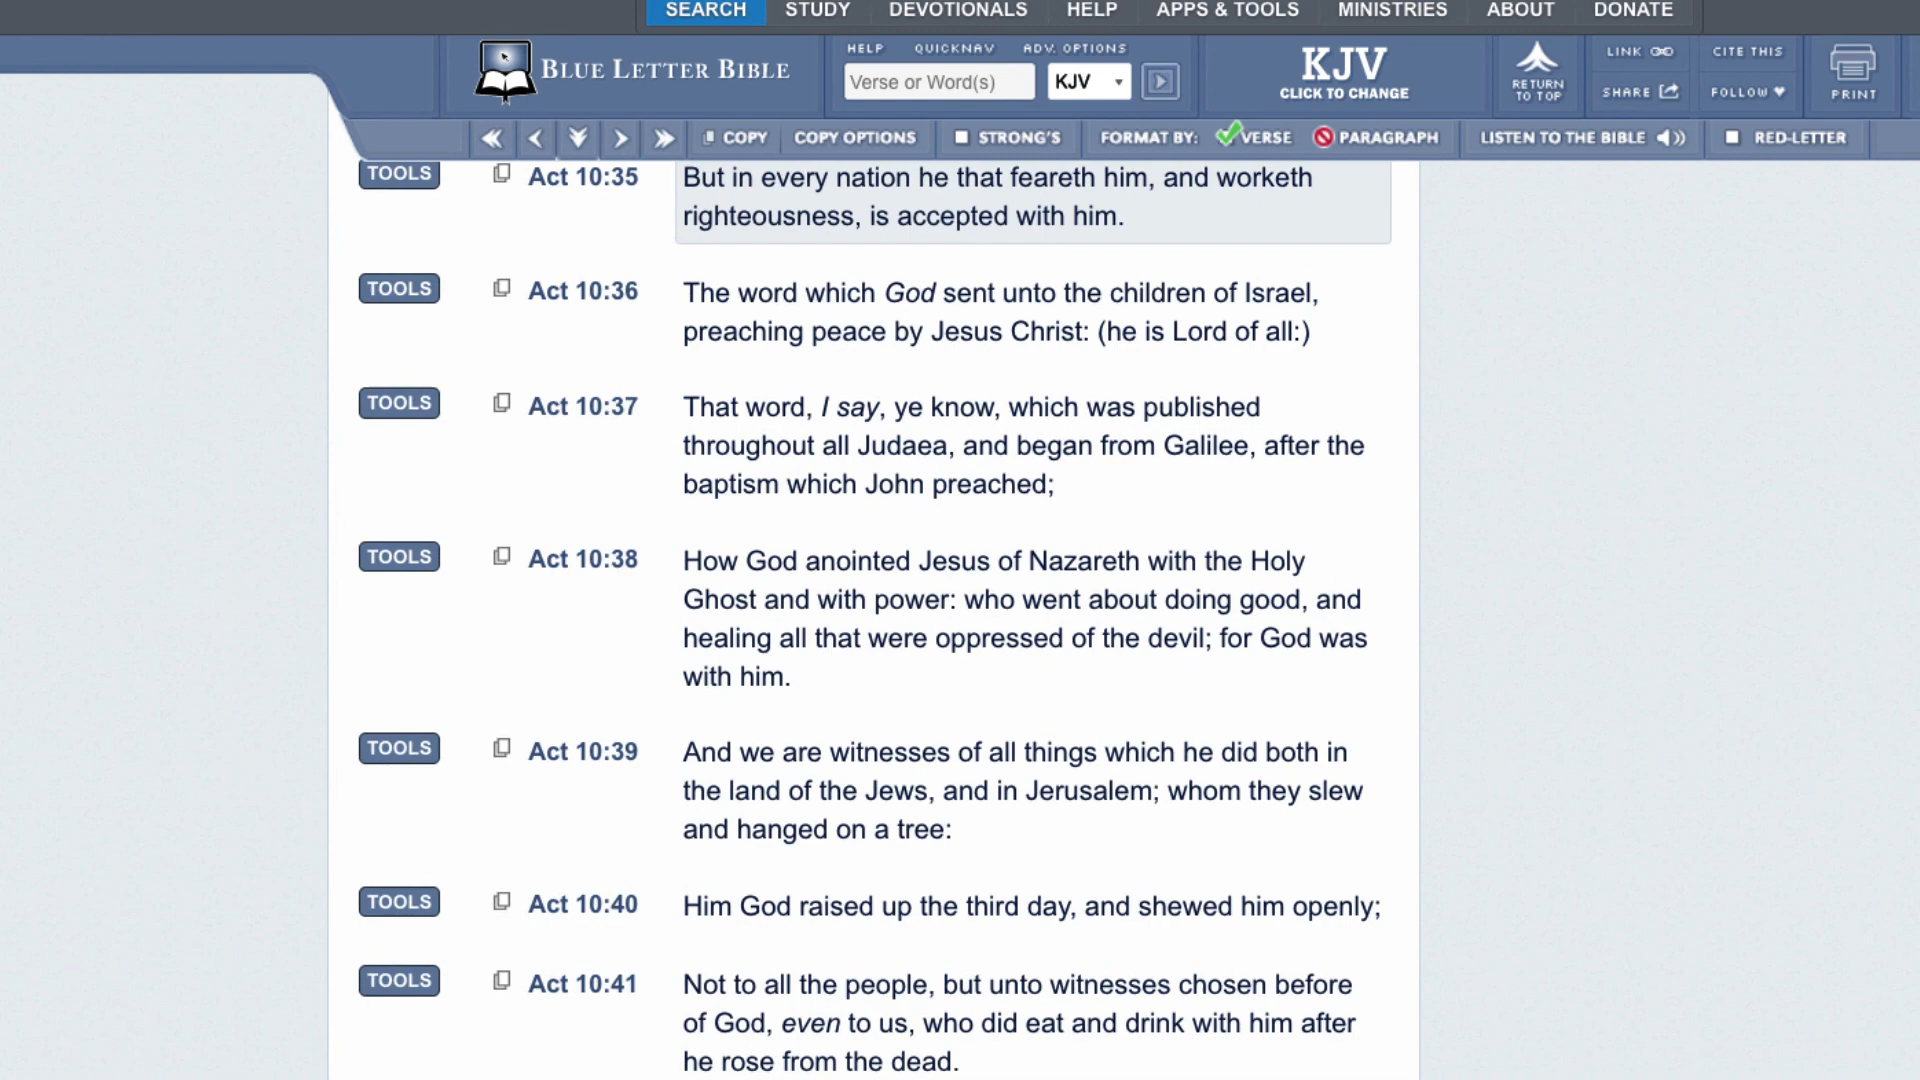 SEARCH STUDY DEVOTIONALS HELP APPS & TOOLS MINISTRIES ABOUT DONATE
BLUE LETTER BIBLE
HELP QUICKNAV ADV. OPTIONS
Verse or Word(s) KJV
KJV
CLICK TO CHANGE
RETURN
TO TOP
LINK
SHARE
CITE THIS
FOLLOW
PRINT
COPY COPY OPTIONS STRONG'S FORMAT BY: VERSE PARAGRAPH LISTEN TO THE BIBLE RED-LETTER
TOOLS Act 10:35 But in every nation he that feareth him, and worketh
righteousness, is accepted with him.
TOOLS Act 10:36 The word which God sent unto the children of Israel,
preaching peace by Jesus Christ: (he is Lord of all:)
TOOLS Act 10:37 That word, I say, ye know, which was published
throughout all Judaea, and began from Galilee, after the
baptism which John preached;
TOOLS Act 10:38 How God anointed Jesus of Nazareth with the Holy
Ghost and with power: who went about doing good, and
healing all that were oppressed of the devil; for God was
with him.
TOOLS Act 10:39 And we are witnesses of all things which he did both in
the land of the Jews, and in Jerusalem; whom they slew
and hanged on a tree:
TOOLS Act 10:40 Him God raised up the third day, and shewed him openly;
TOOLS Act 10:41 Not to all the people, but unto witnesses chosen before
of God, even to us, who did eat and drink with him after
he rose from the dead.